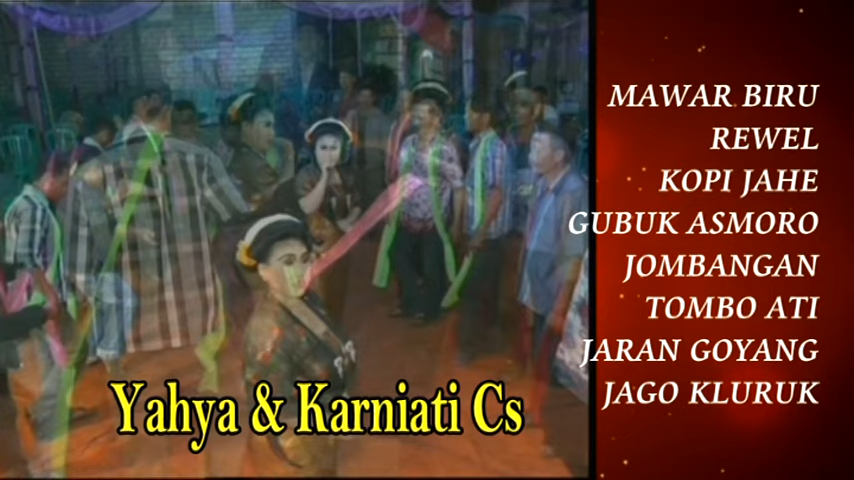 MAWAR BIRU
REWEL
KOPI JAHE
GUBUK ASMORO
JOMBANGAN
TOMBO ATI
JARAN GOYANG
JAGO KLURUK
Yahya & Karniati Cs